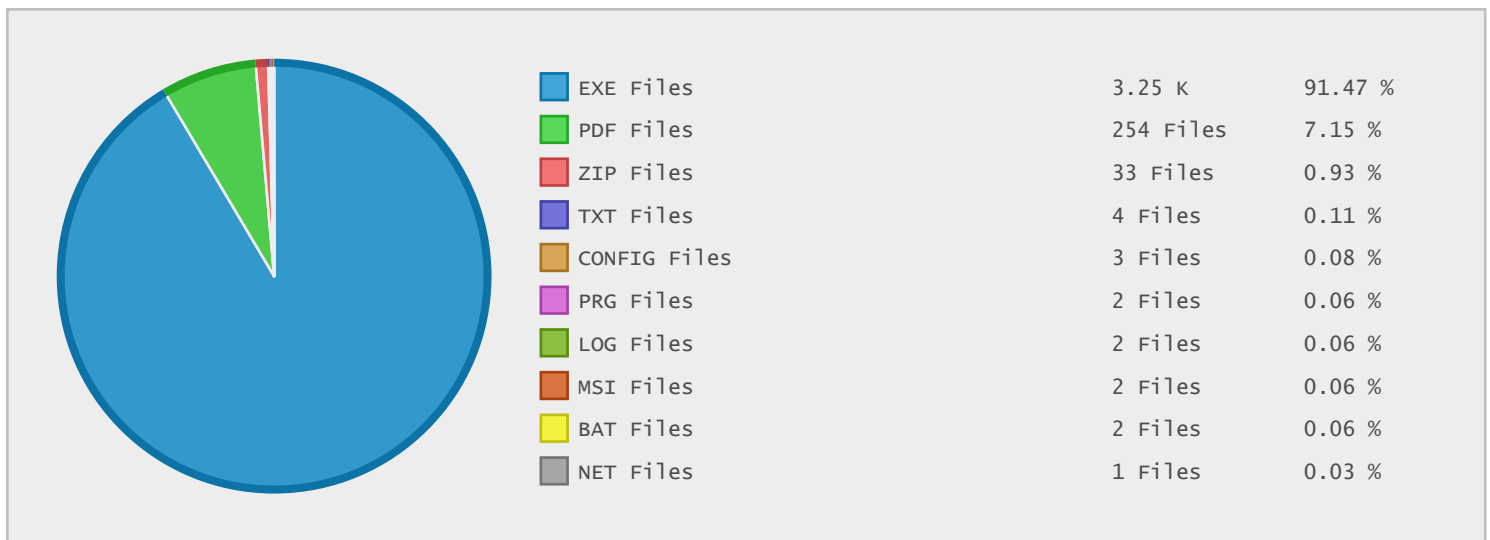 EXE Files 3.25 K 91.47 %
PDF Files 254 Files 7.15 %
ZIP Files 33 Files 0.93 %
TXT Files 4 Files 0.11 %
CONFIG Files 3 Files 0.08 %
PRG Files 2 Files 0.06 %
LOG Files 2 Files 0.06 %
MSI Files 2 Files 0.06 %
BAT Files 2 Files 0.06 %
NET Files 1 Files 0.03 %